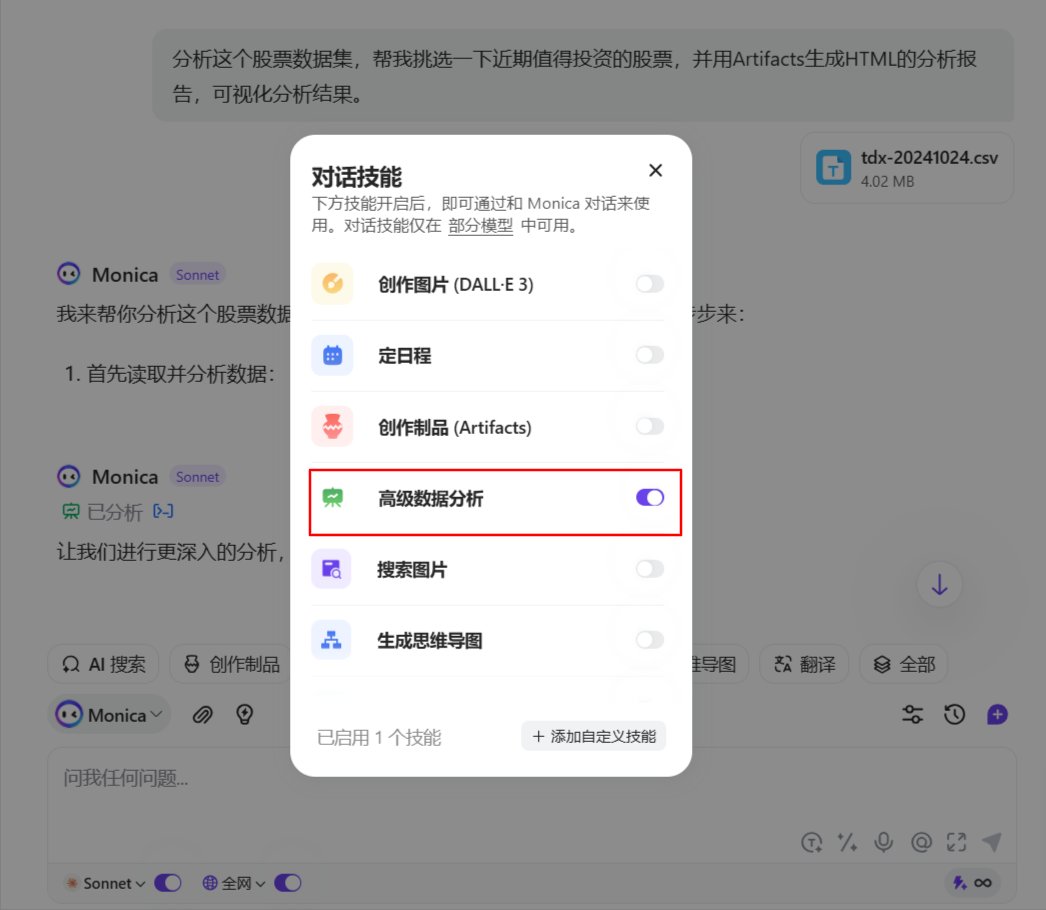 分析这个股票数据集，帮我挑选一下近期值得投资的股票，并用Artifacts生成HTML的分析报
告，可视化分析结果。
tdx-20241024.csv
4.02 MB
对话技能
下方技能开启后，即可通过和 Monica 对话来使
用。对话技能仅在 部分模型 中可用。
Monica Sonnet
我来帮你分析这个股票数据
步来：
1. 首先读取并分析数据：
创作图片 (DALL·E 3)
定日程
创作制品 (Artifacts)
高级数据分析
搜索图片
生成思维导图
已启用 1 个技能
+ 添加自定义技能
Monica Sonnet
已分析
让我们进行更深入的分析，
AI 搜索
创作制品
导图
翻译
全部
Monica
问我任何问题...
Sonnet
全网